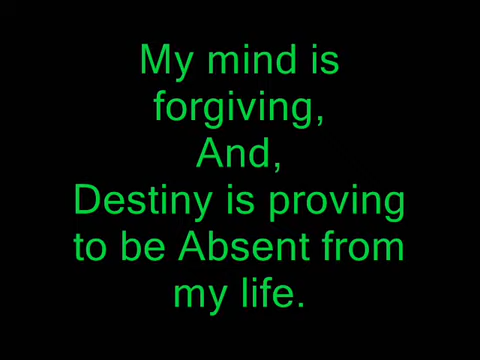 My mind is
forgiving,
And,
Destiny is proving
to be Absent from
my life.